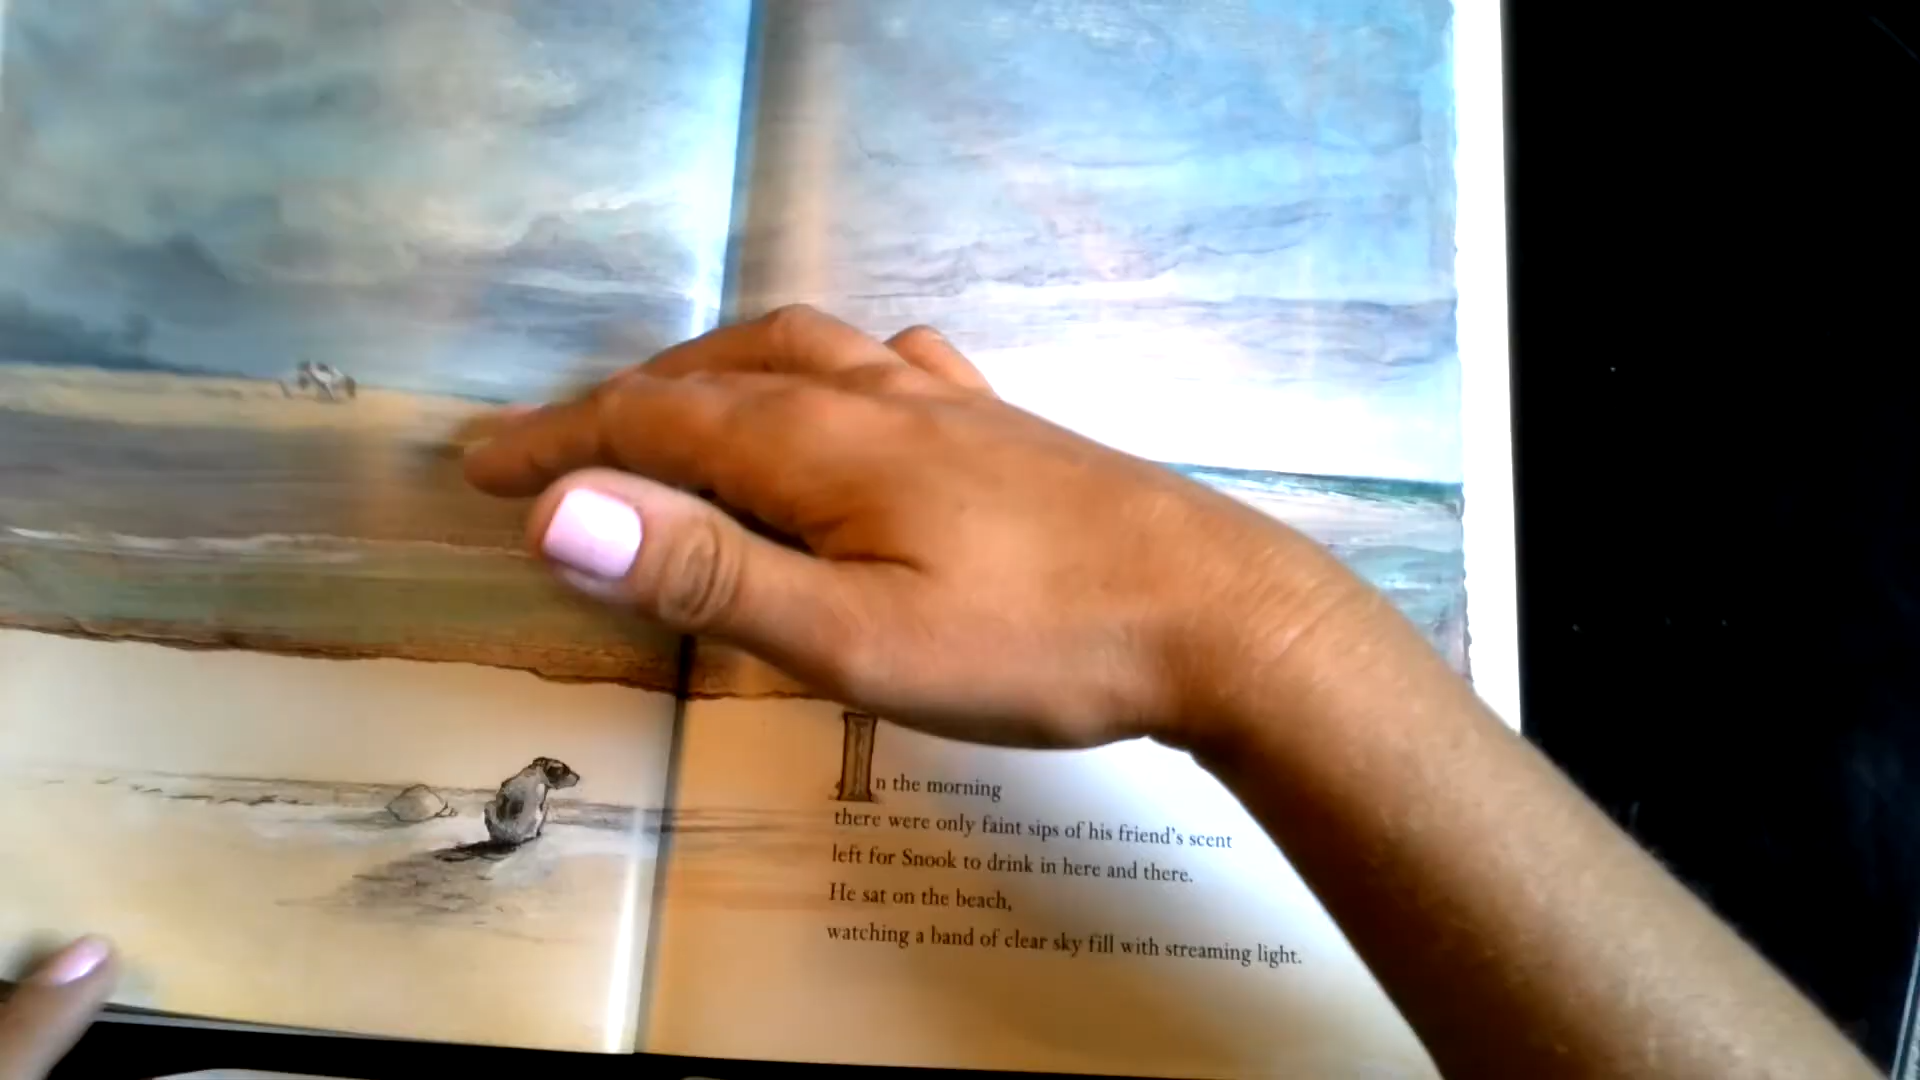 In the morning
there were only faint sips of his friend's scent
left for Snook to drink in here and there.
He sat on the beach,
watching a band of clear sky fill with streaming light.